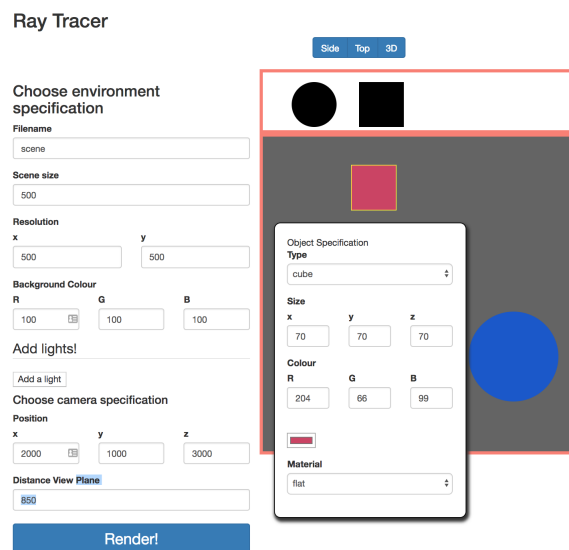 Ray Tracer
Side Top 3D
Choose environment
specification
Filename
scene
Scene size
500
Resolution
x y
500 500
Background Colour
R G B
100 100 100
Add lights!
Add a light
Choose camera specification
Position
x y z
2000 1000 3000
Distance View Plane
850
Render!
Object Specification
Type
cube
Size
x y z
70 70 70
Colour
R G B
204 66 99
Material
flat